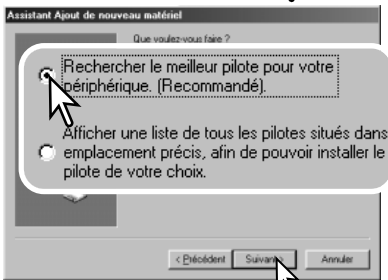 Assistant Ajout de nouveau matériel
Que voulez-vous faire ?
Rechercher le meilleur pilote pour votre
périphérique. (Recommandé).
Afficher une liste de tous les pilotes situés dans
emplacement précis, afin de pouvoir installer le
pilote de votre choix.
< Précédent Suivant > Annuler